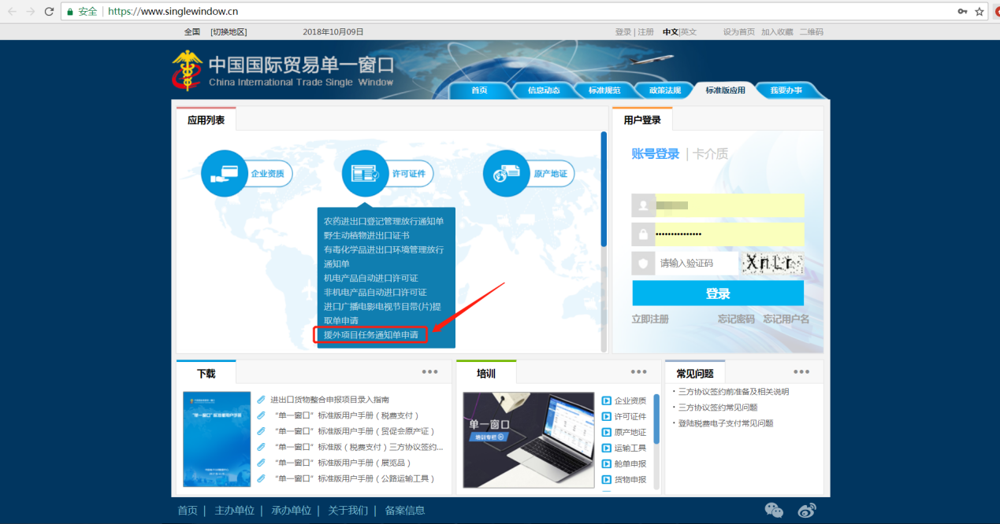 安全 https://www.singlewindow.cn
全国 [切换地区] 2018年10月09日 登录 | 注册 中文|英文 设为首页 加入收藏 二维码
中国国际贸易单一窗口
China International Trade Single Window
首页 信息动态 标准规范 政策法规 标准版应用 我要办事
应用列表
企业资质 许可证件 原产地证
农药进出口登记管理放行通知单
野生动植物进出口证书
有毒化学品进出口环境管理放行
通知单
机电产品自动进口许可证
非机电产品自动进口许可证
进口广播电影电视节目带(片)提
取单申请
援外项目任务通知单申请
用户登录
账号登录 | 卡介质
请输入验证码 XnLr
登录
立即注册 忘记密码 忘记用户名
下载
进出口货物整合申报项目录入指南
“单一窗口”标准版用户手册（税费支付）
“单一窗口”标准版用户手册（贸促会原产证）
“单一窗口”标准版（税费支付）三方协议签约...
“单一窗口”标准版用户手册（展览品）
“单一窗口”标准版用户手册（公路运输工具）
培训
单一窗口
培训专栏
企业资质
许可证件
原产地证
运输工具
舱单申报
货物申报
常见问题
三方协议签约前准备及相关说明
三方协议签约常见问题
登陆税费电子支付常见问题
首页 | 主办单位 | 承办单位 | 关于我们 | 备案信息